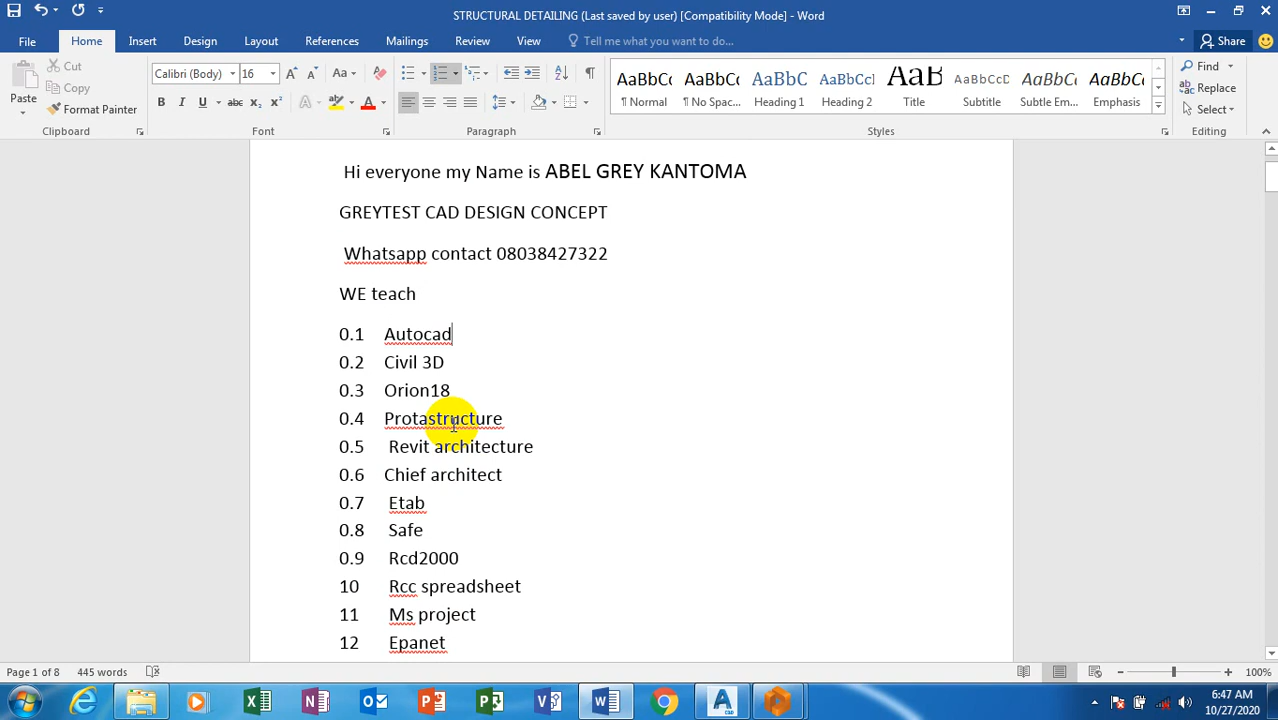 STRUCTURAL DETAILING (Last saved by user) [Compatibility Mode] - Word
File Home Insert Design Layout References Mailings Review View Tell me what you want to do... Share
Paste Cut Copy Format Painter
Calibri (Body) 16
AaBbCc AaBbCc AaBbC AaBbCcI AaB AaBbCcD AaBbCcL AaBbCcL
¶ Normal ¶ No Spac... Heading 1 Heading 2 Title Subtitle Subtle Em... Emphasis
Find Replace Select
Clipboard Font Paragraph Styles Editing
Hi everyone my Name is ABEL GREY KANTOMA
GREYTEST CAD DESIGN CONCEPT
Whatsapp contact 08038427322
WE teach
0.1 Autocad
0.2 Civil 3D
0.3 Orion18
0.4 Protastructure
0.5 Revit architecture
0.6 Chief architect
0.7 Etab
0.8 Safe
0.9 Rcd2000
10 Rcc spreadsheet
11 Ms project
12 Epanet
Page 1 of 8 445 words 100%
6:47 AM
10/27/2020